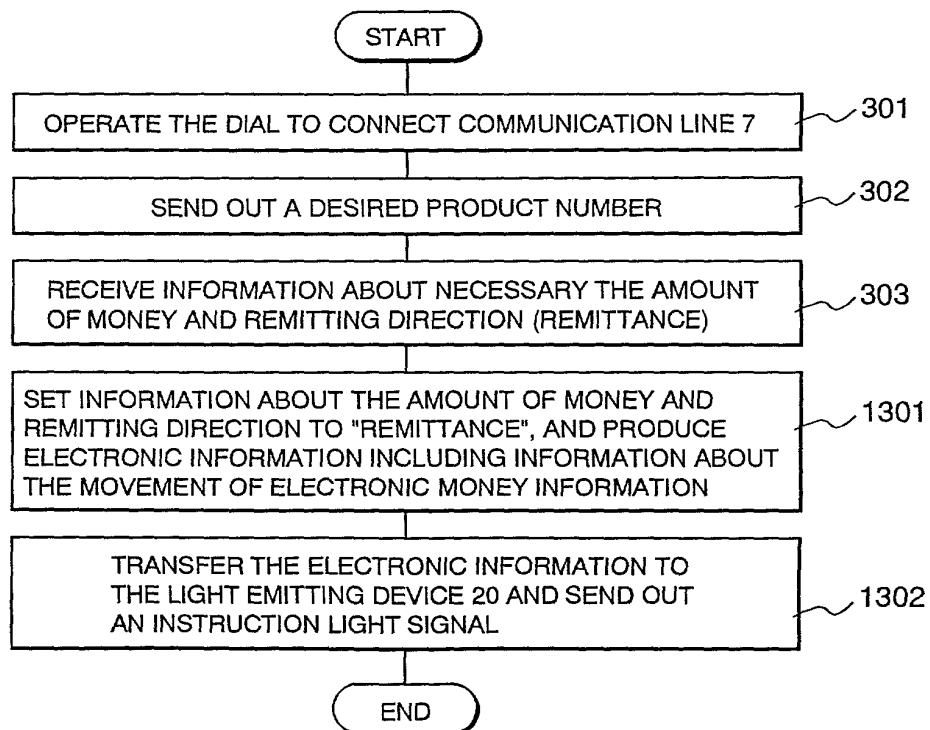 START
OPERATE THE DIAL TO CONNECT COMMUNICATION LINE 7
301
SEND OUT A DESIRED PRODUCT NUMBER
302
RECEIVE INFORMATION ABOUT NECESSARY THE AMOUNT
OF MONEY AND REMITTING DIRECTION (REMITTANCE)
303
SET INFORMATION ABOUT THE AMOUNT OF MONEY AND
REMITTING DIRECTION TO "REMITTANCE", AND PRODUCE
ELECTRONIC INFORMATION INCLUDING INFORMATION ABOUT
THE MOVEMENT OF ELECTRONIC MONEY INFORMATION
1301
TRANSFER THE ELECTRONIC INFORMATION TO
THE LIGHT EMITTING DEVICE 20 AND SEND OUT
AN INSTRUCTION LIGHT SIGNAL
1302
END